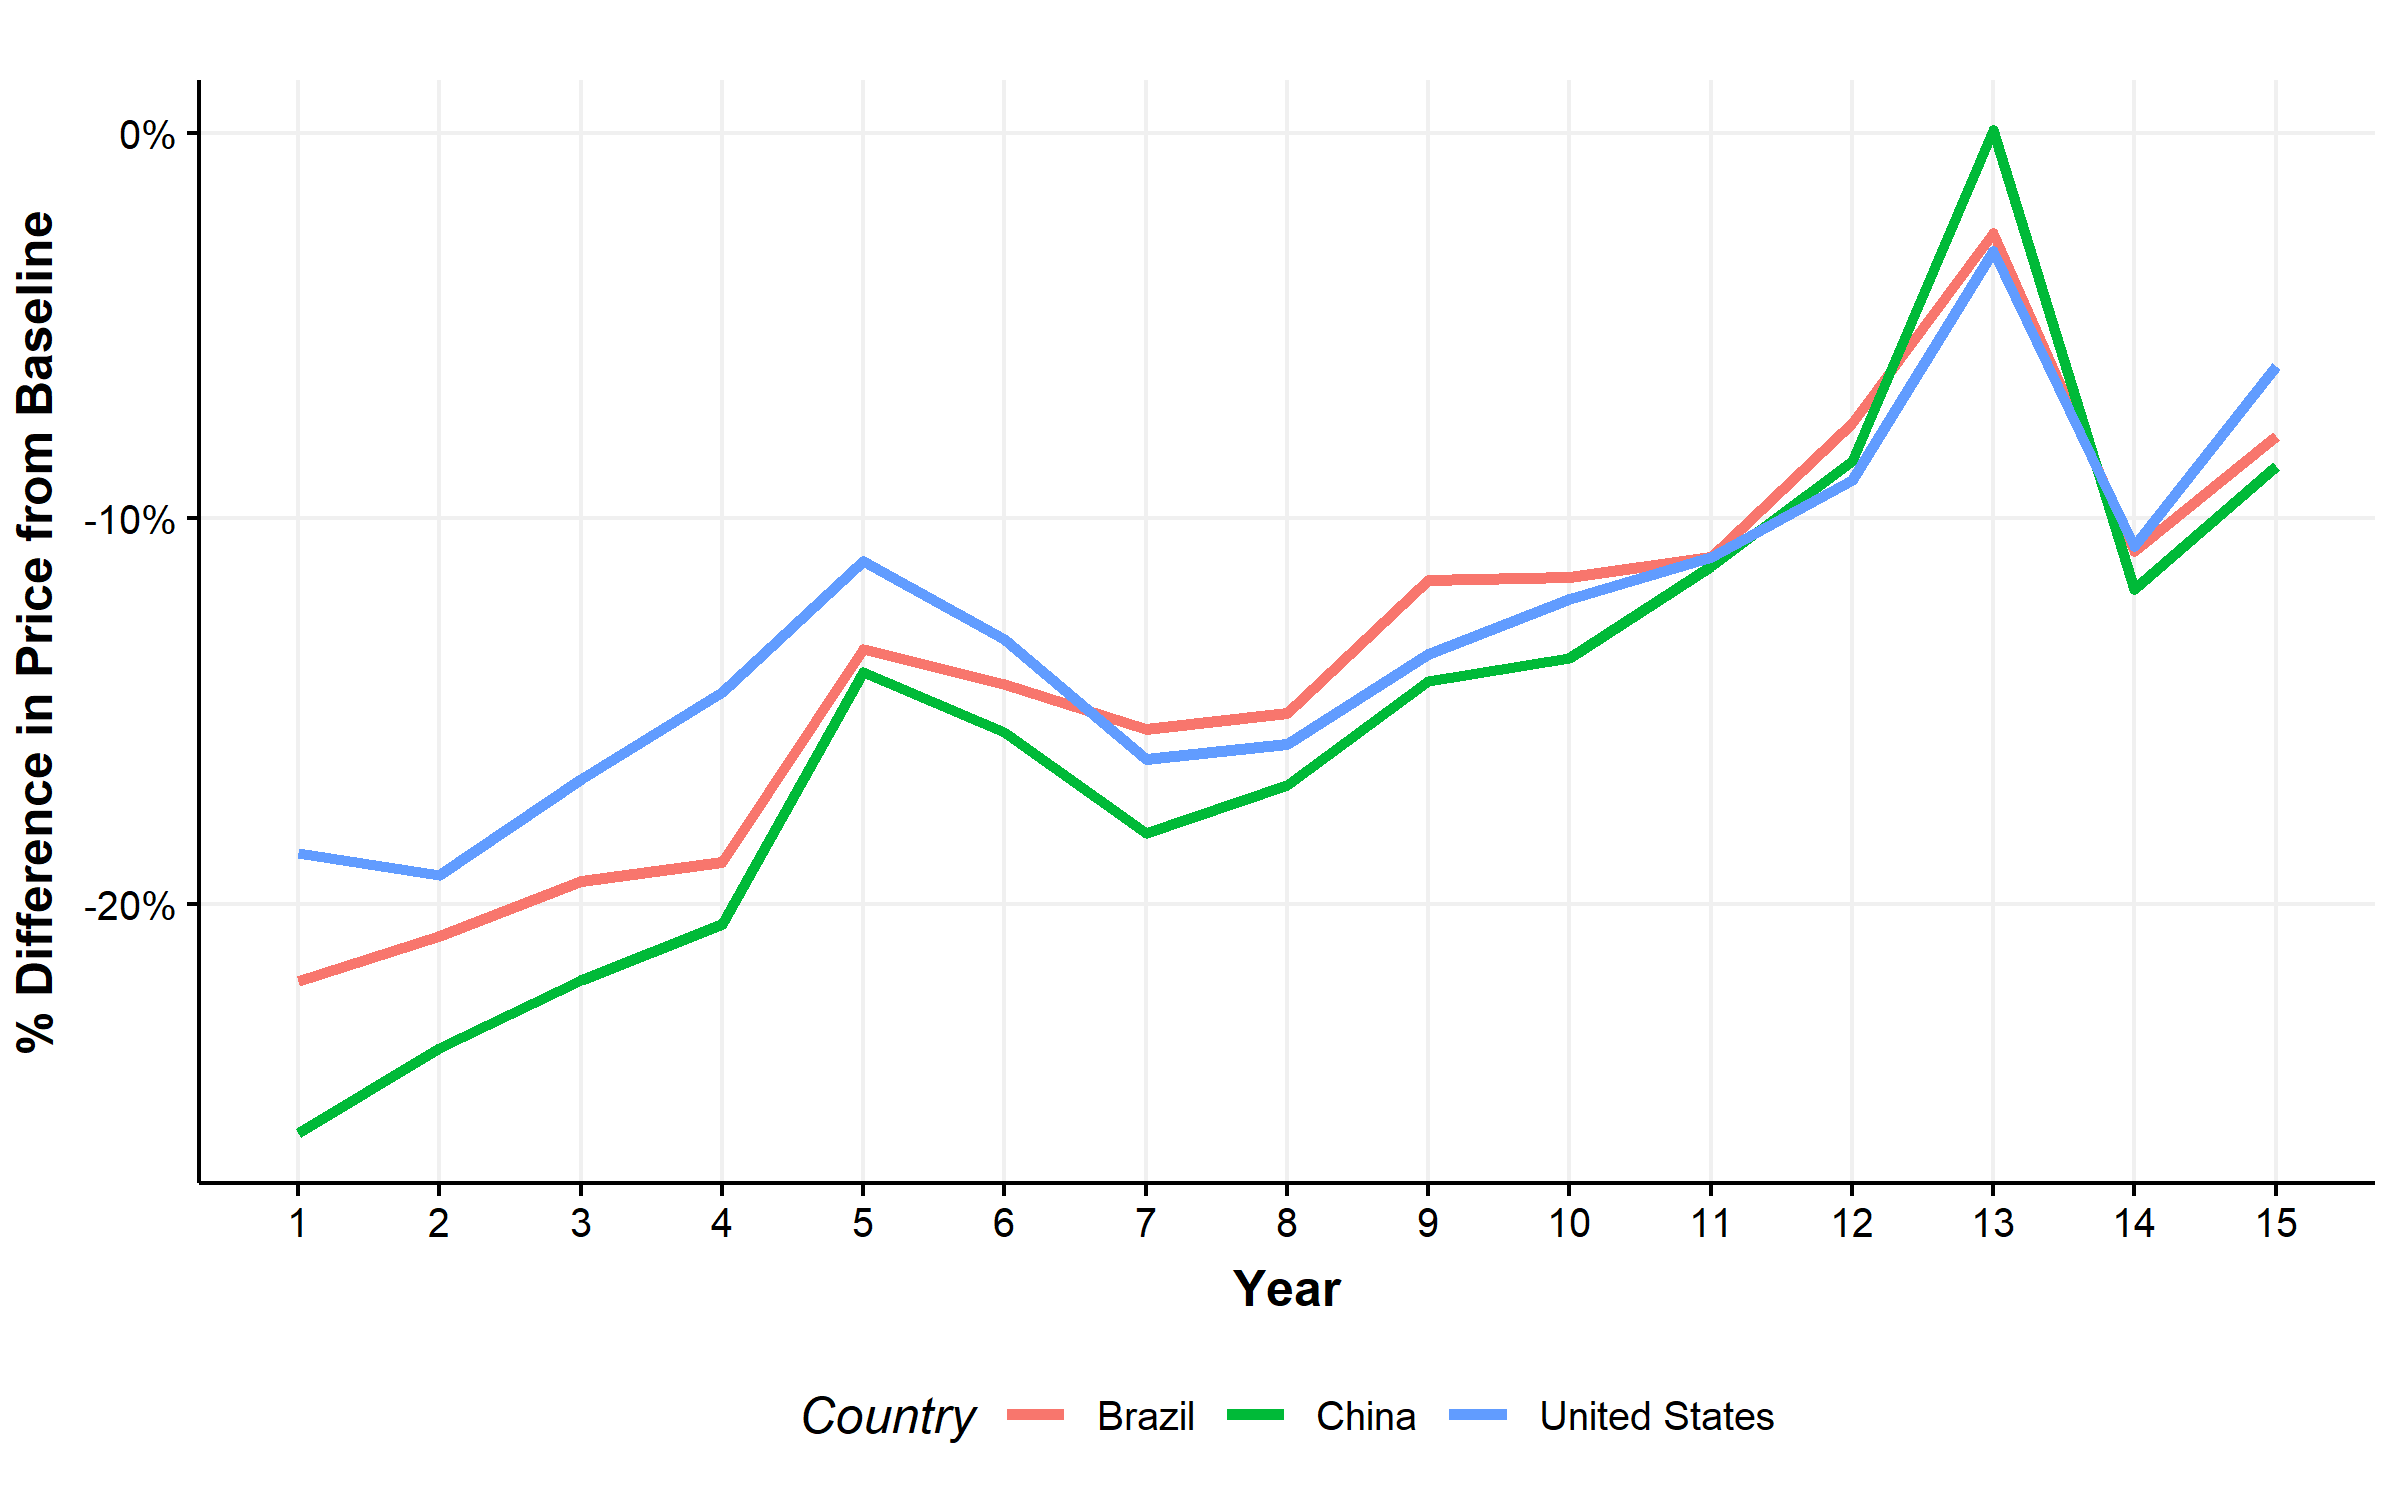 % Difference in Price from Baseline
0%
-10%
-20%
1 2 3 4 5 6 7 8 9 10 11 12 13 14 15
Year
Country Brazil China United States